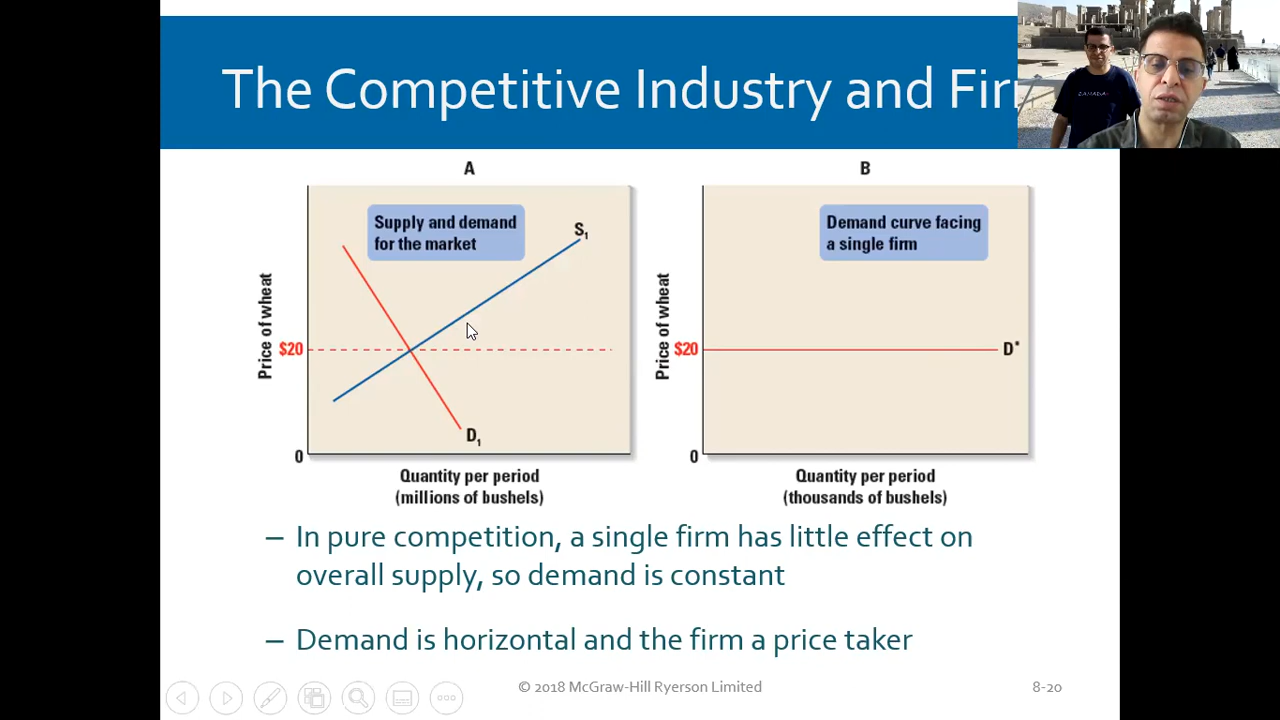 The Competitive Industry and Fir
CANADA
A
B
Supply and demand
for the market
S1
Price of wheat
$20
D1
0
Quantity per period
(millions of bushels)
Demand curve facing
a single firm
Price of wheat
$20
D*
0
Quantity per period
(thousands of bushels)
– In pure competition, a single firm has little effect on
overall supply, so demand is constant
– Demand is horizontal and the firm a price taker
© 2018 McGraw-Hill Ryerson Limited
8-20